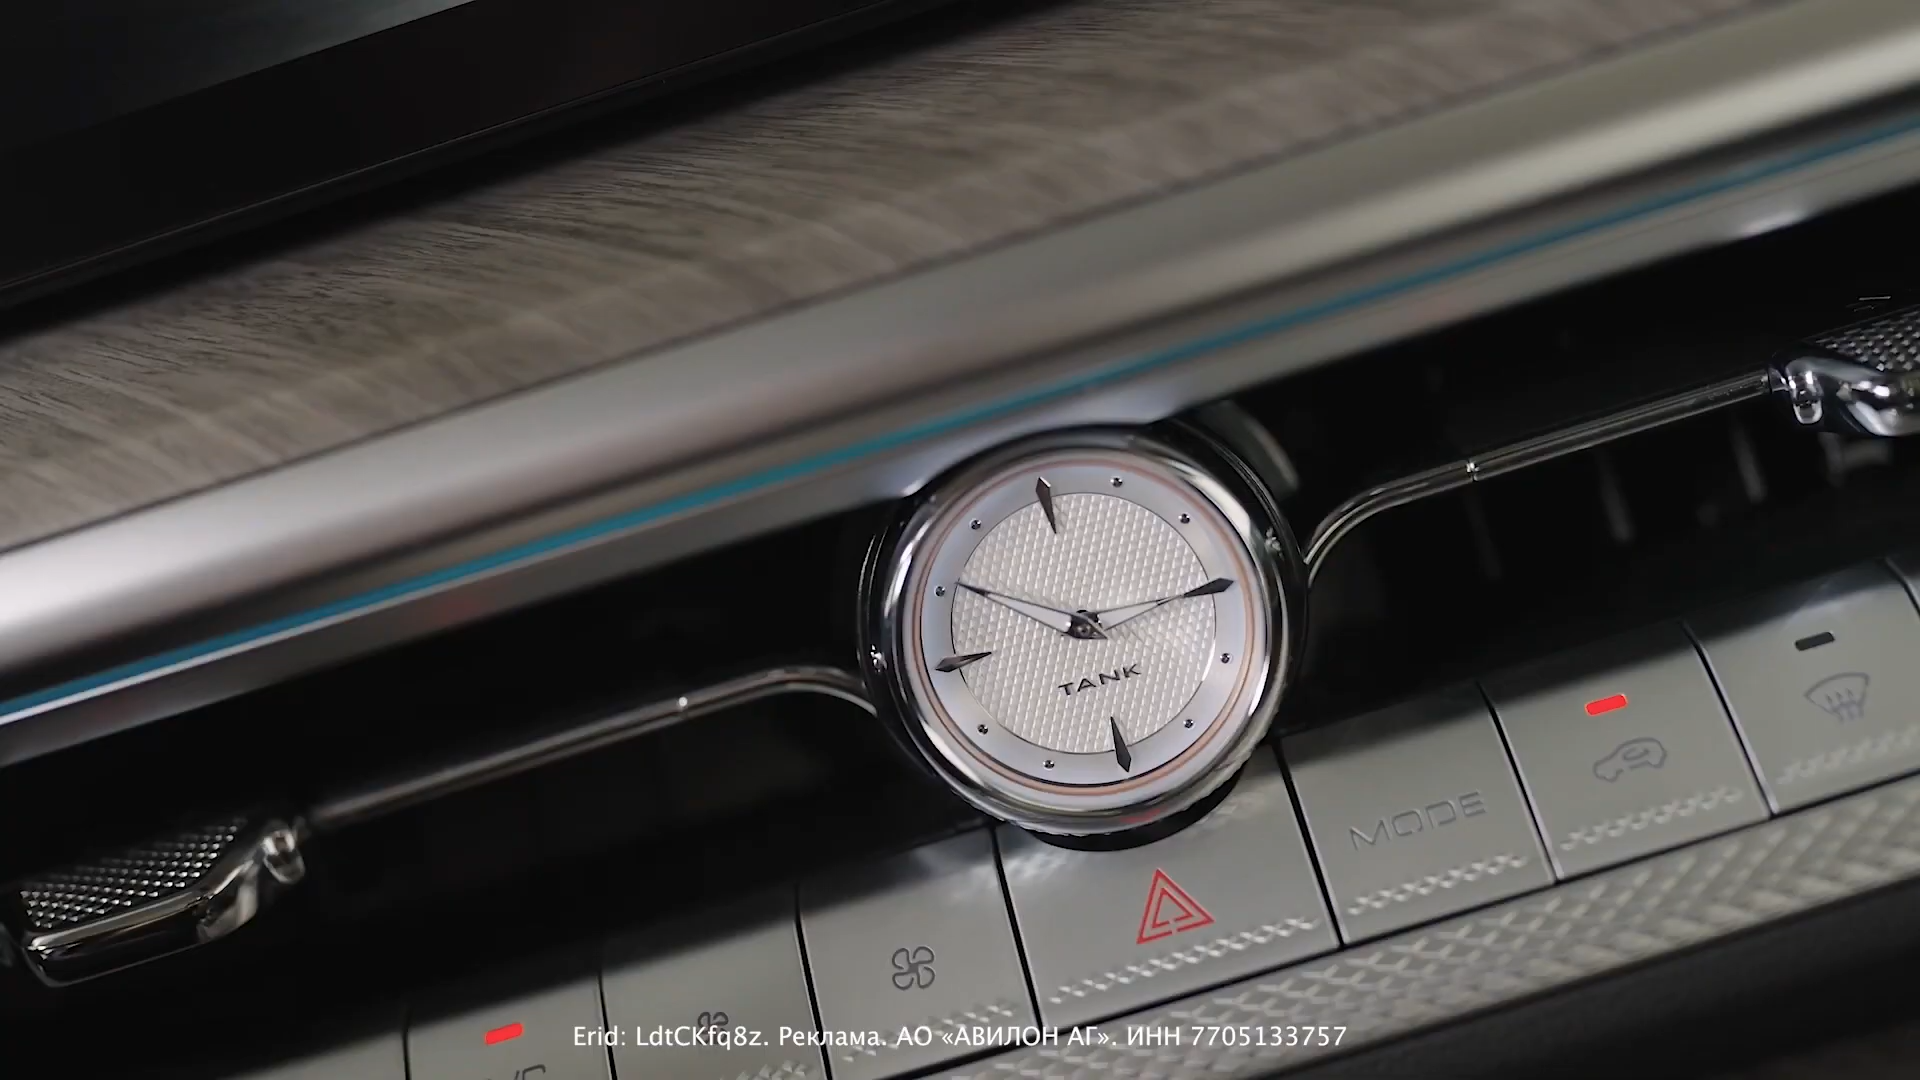 TANK
MODE
Erid: LdtCKfq8z. Реклама. АО «АВИЛОН АГ». ИНН 7705133757